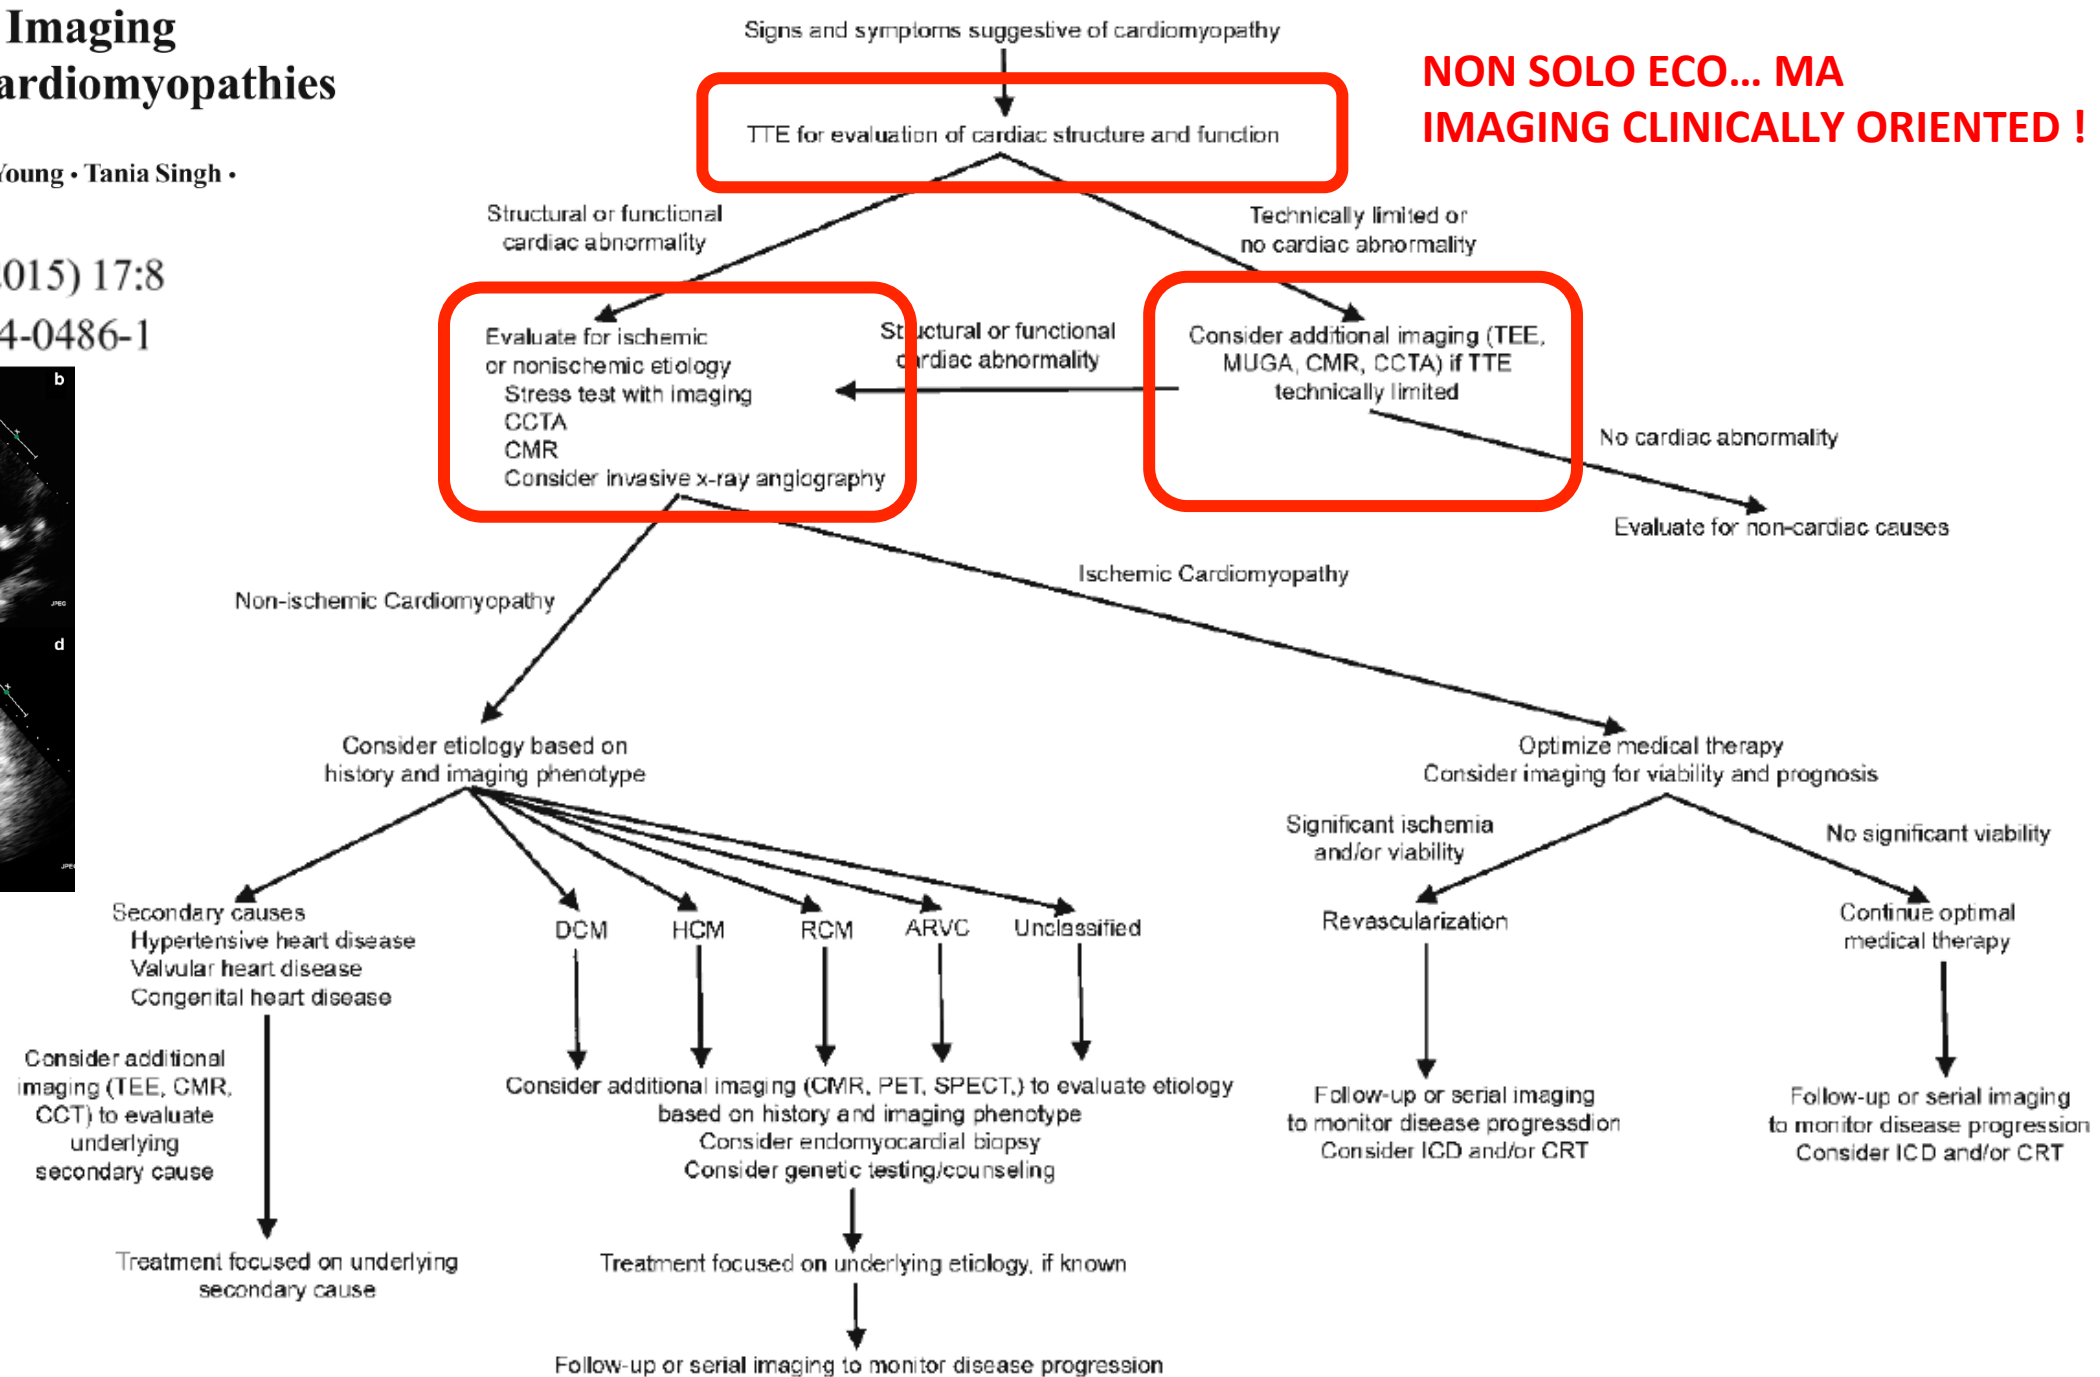 Imaging
ardiomyopathies
Young • Tania Singh •
015) 17:8
4-0486-1
b
JPEG
d
JPEG
NON SOLO ECO... MA
IMAGING CLINICALLY ORIENTED !
Signs and symptoms suggestive of cardiomyopathy
TTE for evaluation of cardiac structure and function
Structural or functional
cardiac abnormality
Technically limited or
no cardiac abnormality
Evaluate for ischemic
or nonischemic etiology
Stress test with imaging
CCTA
CMR
Consider invasive x-ray angiography
Structural or functional
cardiac abnormality
Consider additional imaging (TEE,
MUGA, CMR, CCTA) if TTE
technically limited
No cardiac abnormality
Evaluate for non-cardiac causes
Non-ischemic Cardiomyopathy
Ischemic Cardiomyopathy
Consider etiology based on
history and imaging phenotype
Optimize medical therapy
Consider imaging for viability and prognosis
Significant ischemia
and/or viability
No significant viability
Secondary causes
Hypertensive heart disease
Valvular heart disease
Congenital heart disease
DCM
HCM
RCM
ARVC
Unclassified
Revascularization
Continue optimal
medical therapy
Consider additional
imaging (TEE, CMR,
CCT) to evaluate
underlying
secondary cause
Consider additional imaging (CMR, PET, SPECT,) to evaluate etiology
based on history and imaging phenotype
Consider endomyocardial biopsy
Consider genetic testing/counseling
Follow-up or serial imaging
to monitor disease progressdion
Consider ICD and/or CRT
Follow-up or serial imaging
to monitor disease progression
Consider ICD and/or CRT
Treatment focused on underlying
secondary cause
Treatment focused on underlying etiology, if known
Follow-up or serial imaging to monitor disease progression